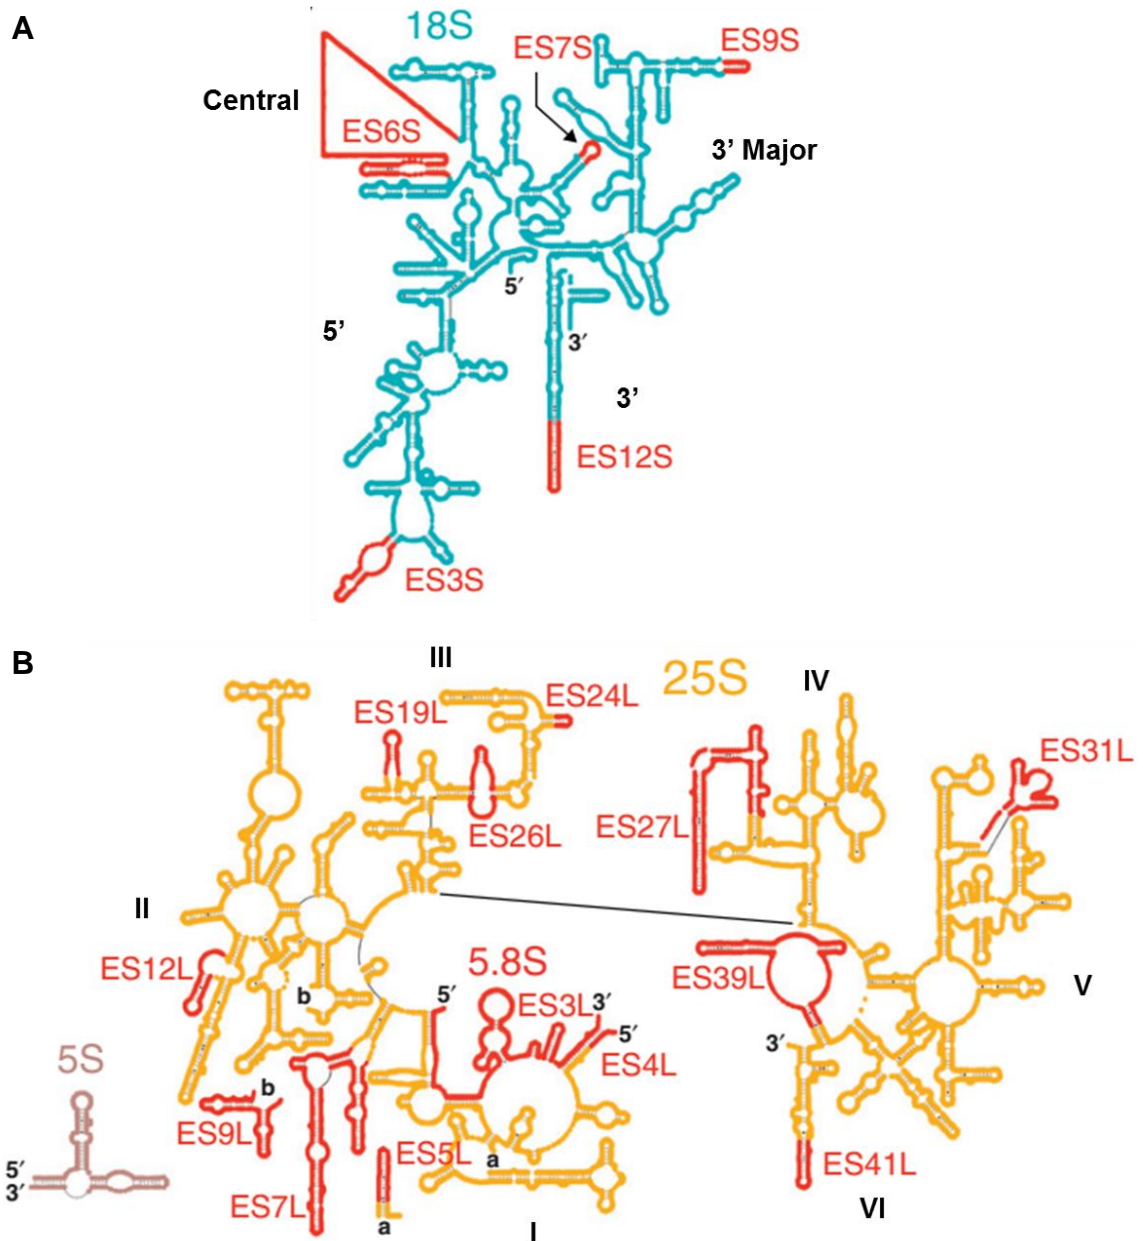 A
18S
ES7S
ES9S
Central
ES6S
3’ Major
5′
5’
3′
3’
ES12S
ES3S
B
III
25S
IV
ES19L
ES24L
ES31L
ES26L
ES27L
II
ES12L
5.8S
ES39L
V
b
5′
ES3L
3′
5′
ES4L
3′
5S
b
ES9L
ES5L
a
5′
3′
ES7L
a
I
ES41L
VI